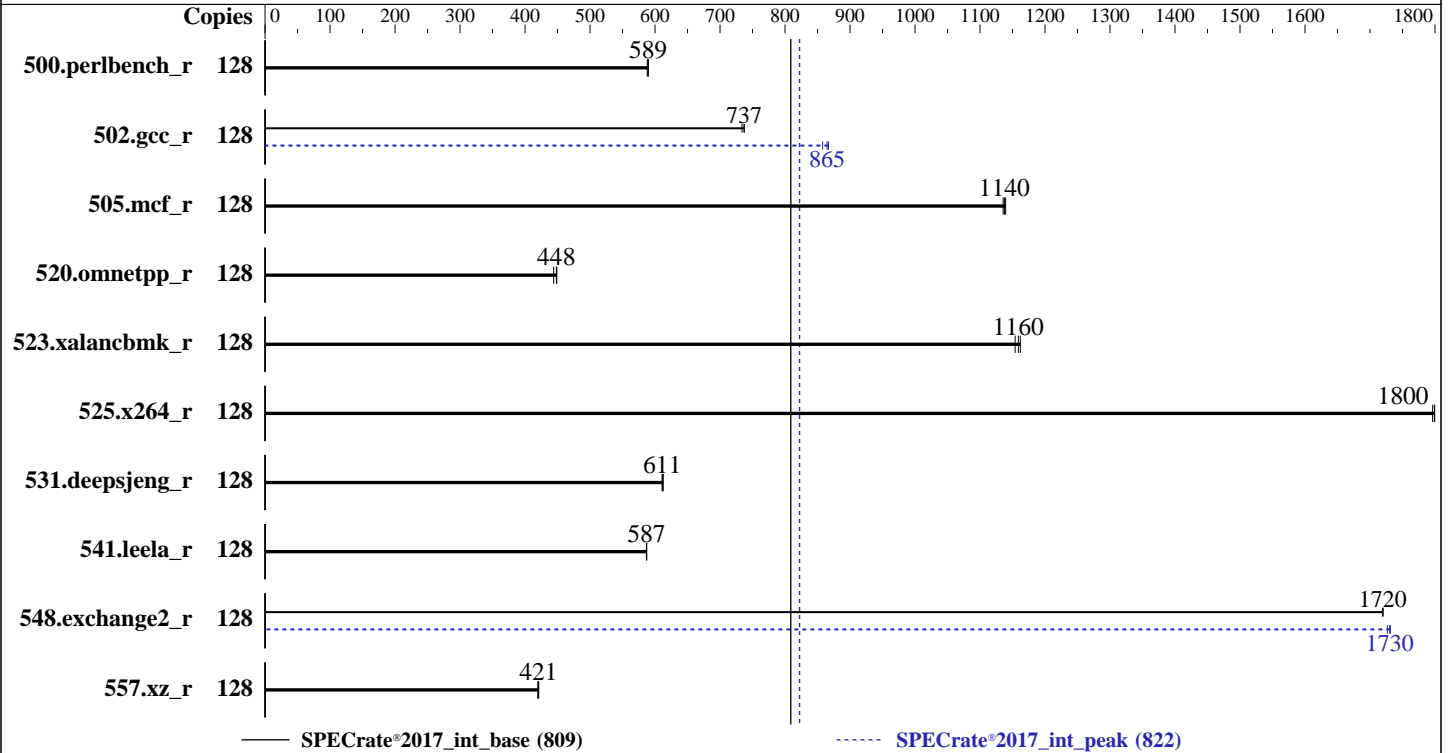 Copies 0 100 200 300 400 500 600 700 800 900 1000 1100 1200 1300 1400 1500 1600 1800
589
500.perlbench_r 128
737
502.gcc_r 128
865
1140
505.mcf_r 128
448
520.omnetpp_r 128
1160
523.xalancbmk_r 128
1800
525.x264_r 128
611
531.deepsjeng_r 128
587
541.leela_r 128
1720
548.exchange2_r 128
1730
421
557.xz_r 128
SPECrate®2017_int_base (809) SPECrate®2017_int_peak (822)